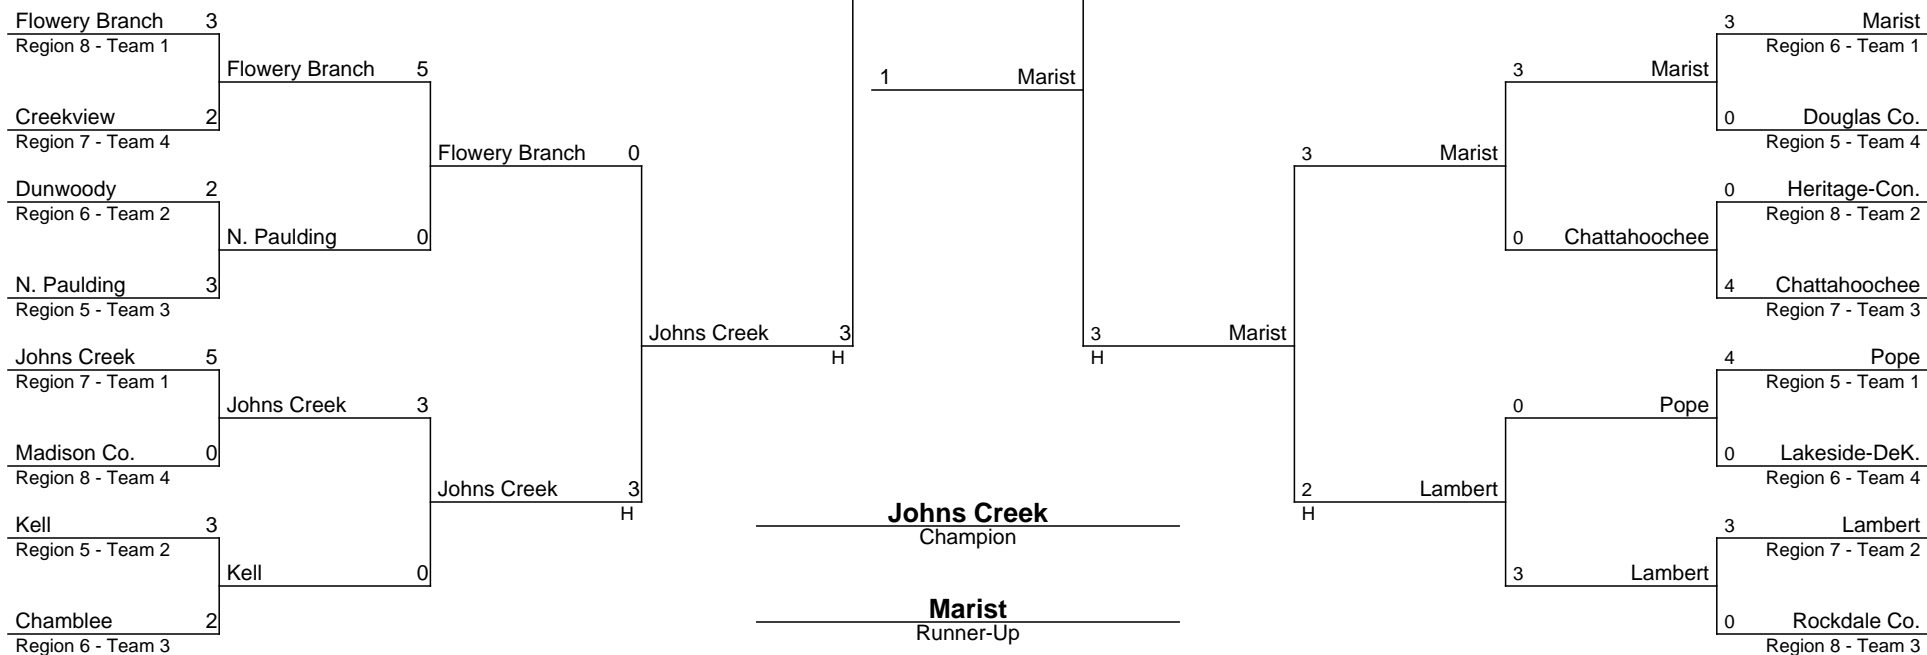 Flowery Branch 3
Region 8 - Team 1
Flowery Branch 5
Creekview 2
Region 7 - Team 4
Flowery Branch 0
Dunwoody 2
Region 6 - Team 2
N. Paulding 0
N. Paulding 3
Region 5 - Team 3
Johns Creek 3
H
Johns Creek 5
Region 7 - Team 1
Johns Creek 3
Madison Co. 0
Region 8 - Team 4
Johns Creek 3
H
Kell 3
Region 5 - Team 2
Kell 0
Chamblee 2
Region 6 - Team 3
1 Marist
Johns Creek
Champion
Marist
Runner-Up
3 Marist
Region 6 - Team 1
3 Marist
0 Douglas Co.
Region 5 - Team 4
3 Marist
0 Heritage-Con.
Region 8 - Team 2
0 Chattahoochee
4 Chattahoochee
Region 7 - Team 3
3 Marist
H
4 Pope
Region 5 - Team 1
0 Pope
0 Lakeside-DeK.
Region 6 - Team 4
2 Lambert
H
3 Lambert
Region 7 - Team 2
3 Lambert
0 Rockdale Co.
Region 8 - Team 3